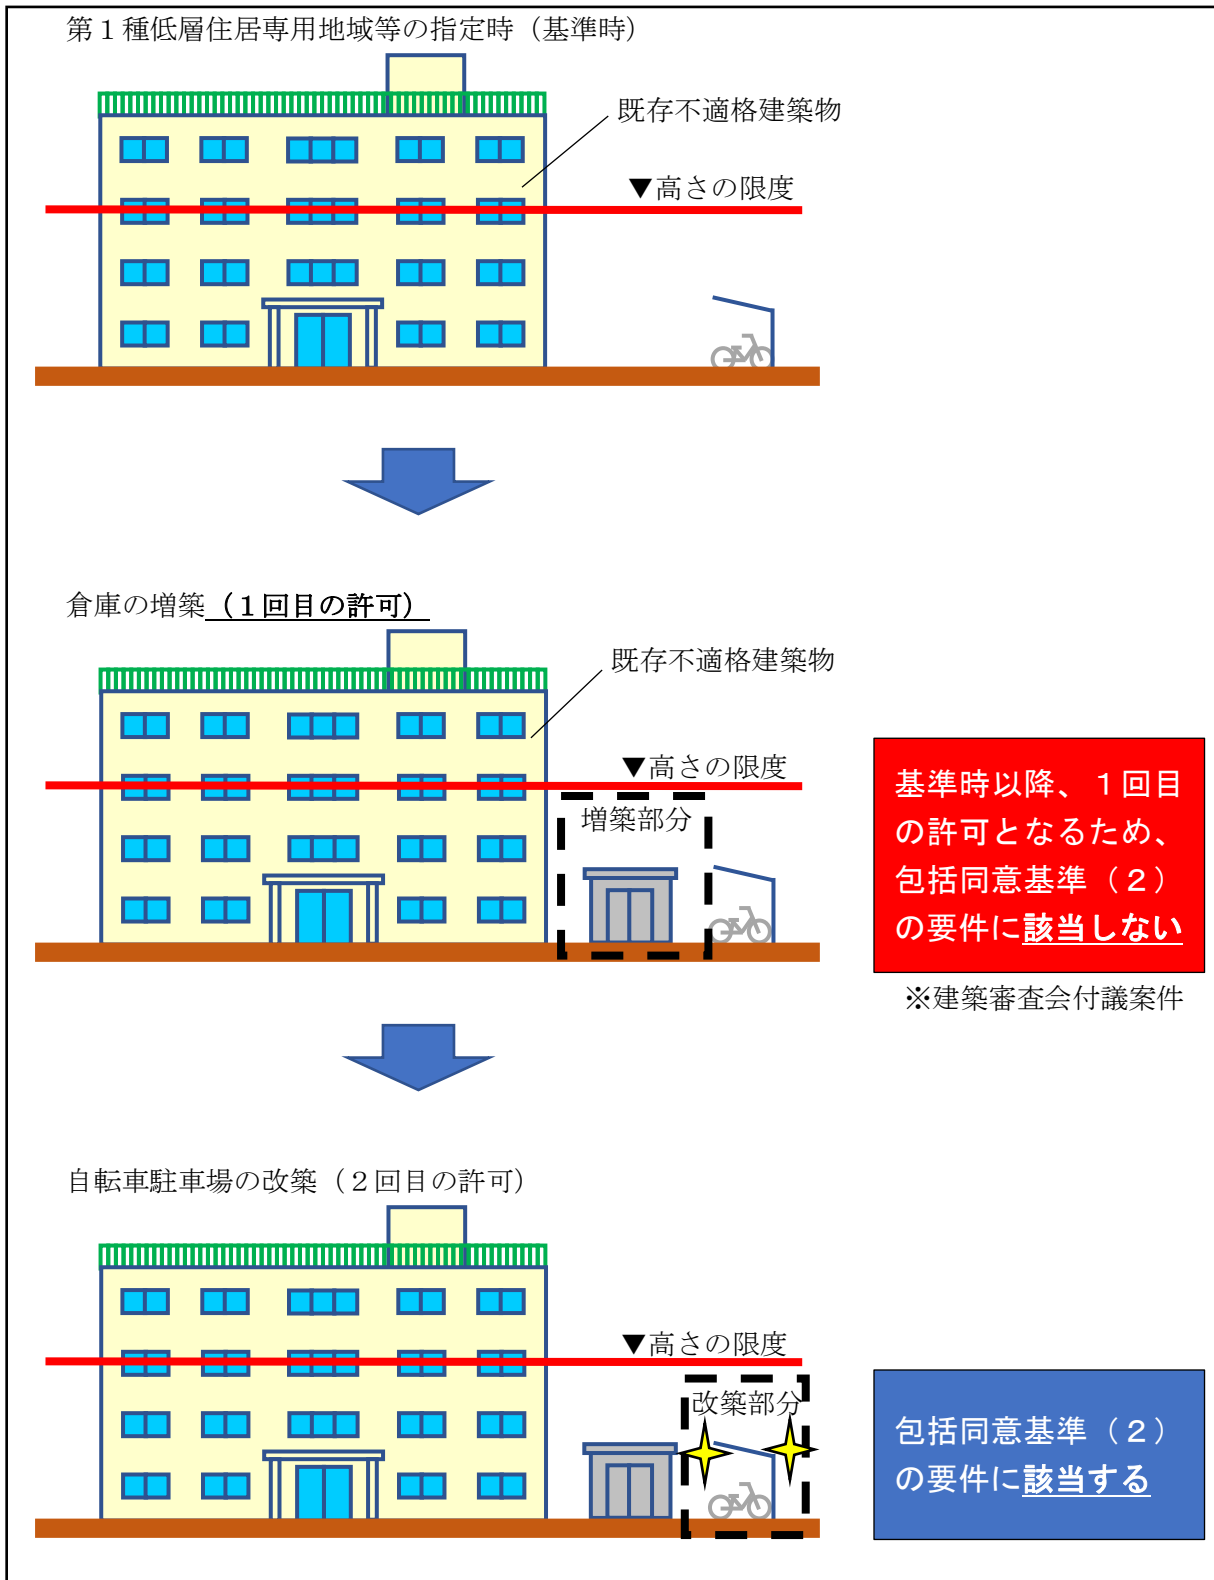 第１種低層住居専用地域等の指定時（基準時）
既存不適格建築物
▼高さの限度
倉庫の増築（１回目の許可）
既存不適格建築物
▼高さの限度
増築部分
基準時以降、１回目
の許可となるため、
包括同意基準（２）
の要件に該当しない
※建築審査会付議案件
自転車駐車場の改築（２回目の許可）
▼高さの限度
改築部分
包括同意基準（２）
の要件に該当する